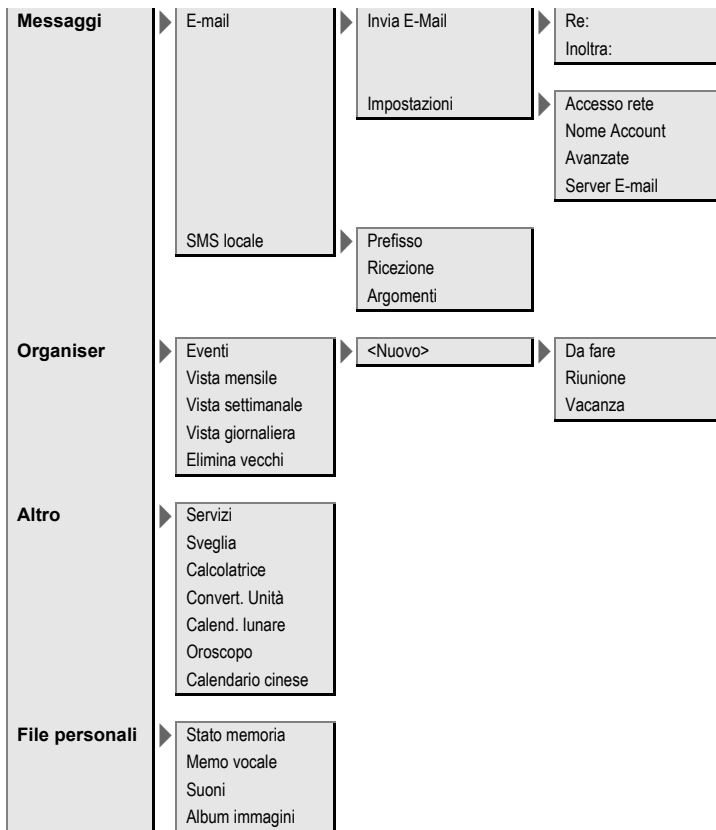 Messaggi
E-mail
Invia E-Mail
Re:
Inoltra:
Impostazioni
Accesso rete
Nome Account
Avanzate
Server E-mail
SMS locale
Prefisso
Ricezione
Argomenti
Organiser
Eventi
<Nuovo>
Da fare
Vista mensile
Riunione
Vista settimanale
Vacanza
Vista giornaliera
Elimina vecchi
Altro
Servizi
Sveglia
Calcolatrice
Convert. Unità
Calend. lunare
Oroscopo
Calendario cinese
File personali
Stato memoria
Memo vocale
Suoni
Album immagini